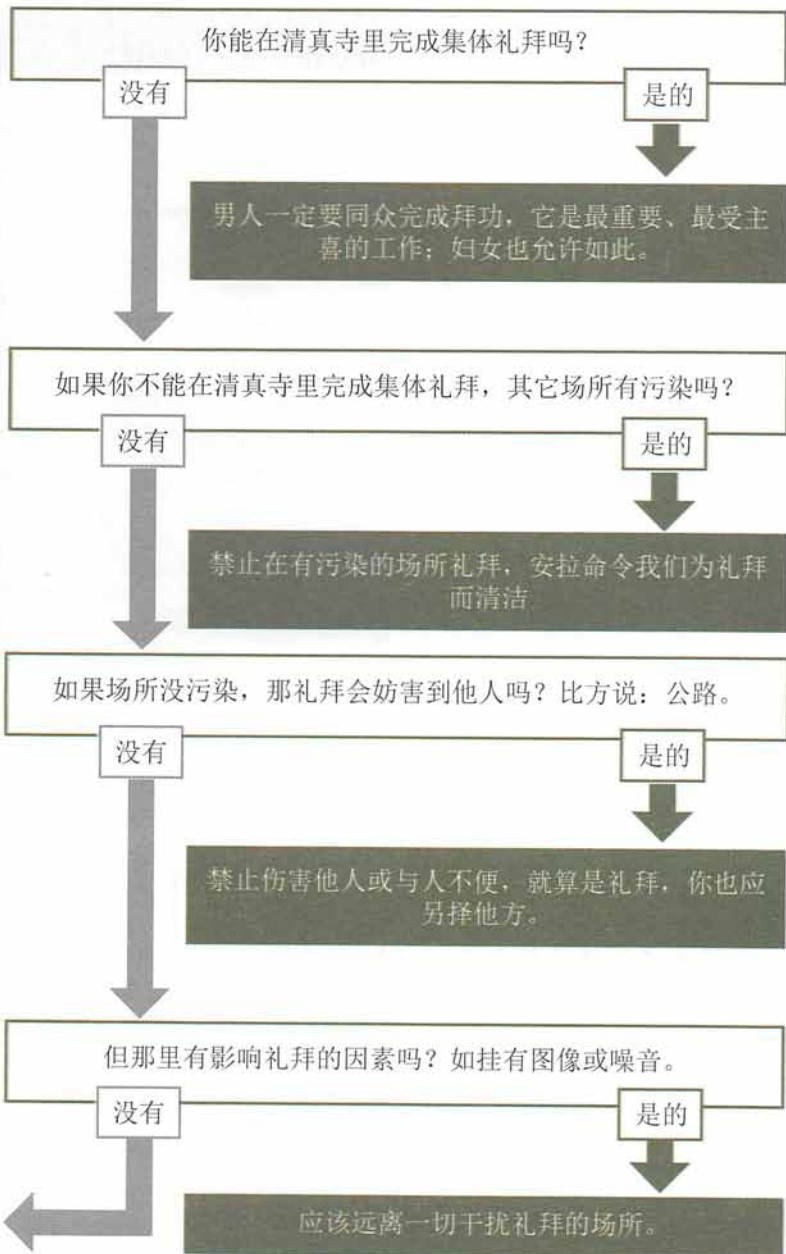 你能在清真寺里完成集体礼拜吗？
没有
是的
男人一定要同众完成拜功，它是最重要、最受主
喜的工作；妇女也允许如此。
如果你不能在清真寺里完成集体礼拜，其它场所有污染吗？
没有
是的
禁止在有污染的场所礼拜，安拉命令我们为礼拜
而清洁
如果场所没污染，那礼拜会妨害到他人吗？比方说：公路。
没有
是的
禁止伤害他人或与人不便，就算是礼拜，你也应
另择他方。
但那里有影响礼拜的因素吗？如挂有图像或噪音。
没有
是的
应该远离一切干扰礼拜的场所。